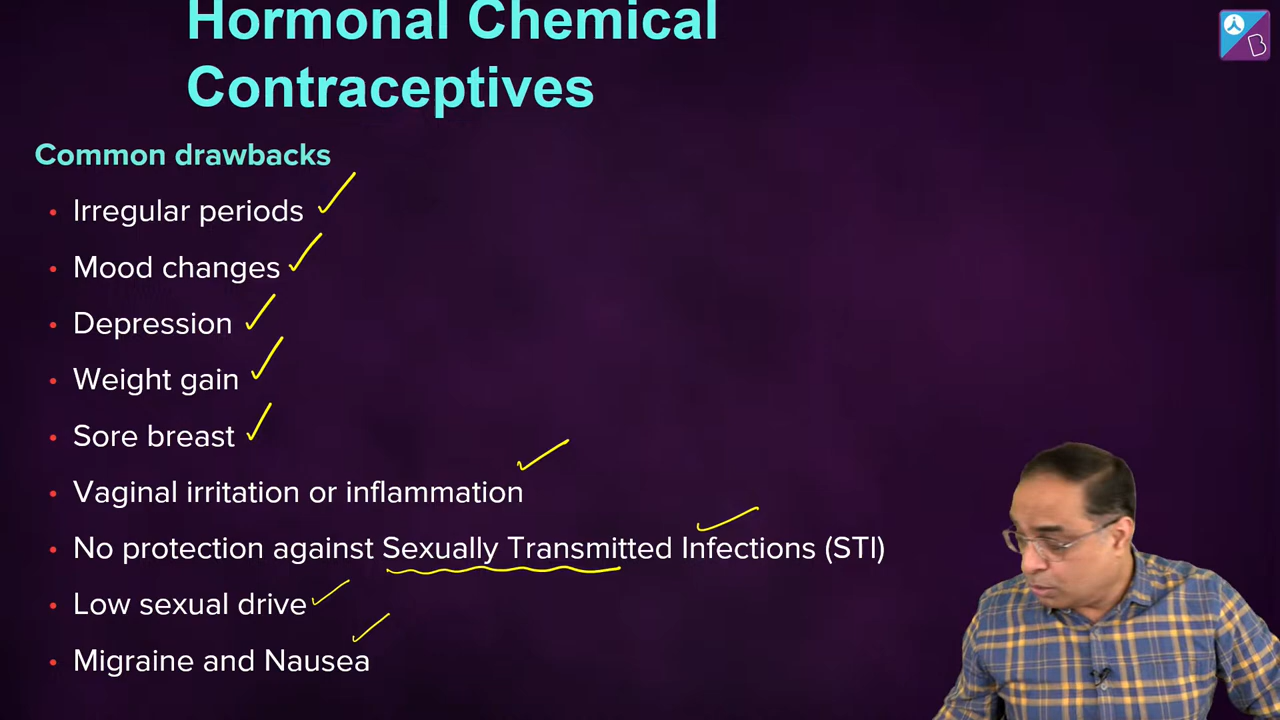 Hormonal Chemical
Contraceptives
Common drawbacks
• Irregular periods
• Mood changes
• Depression
• Weight gain
• Sore breast
• Vaginal irritation or inflammation
• No protection against Sexually Transmitted Infections (STI)
• Low sexual drive
• Migraine and Nausea
B